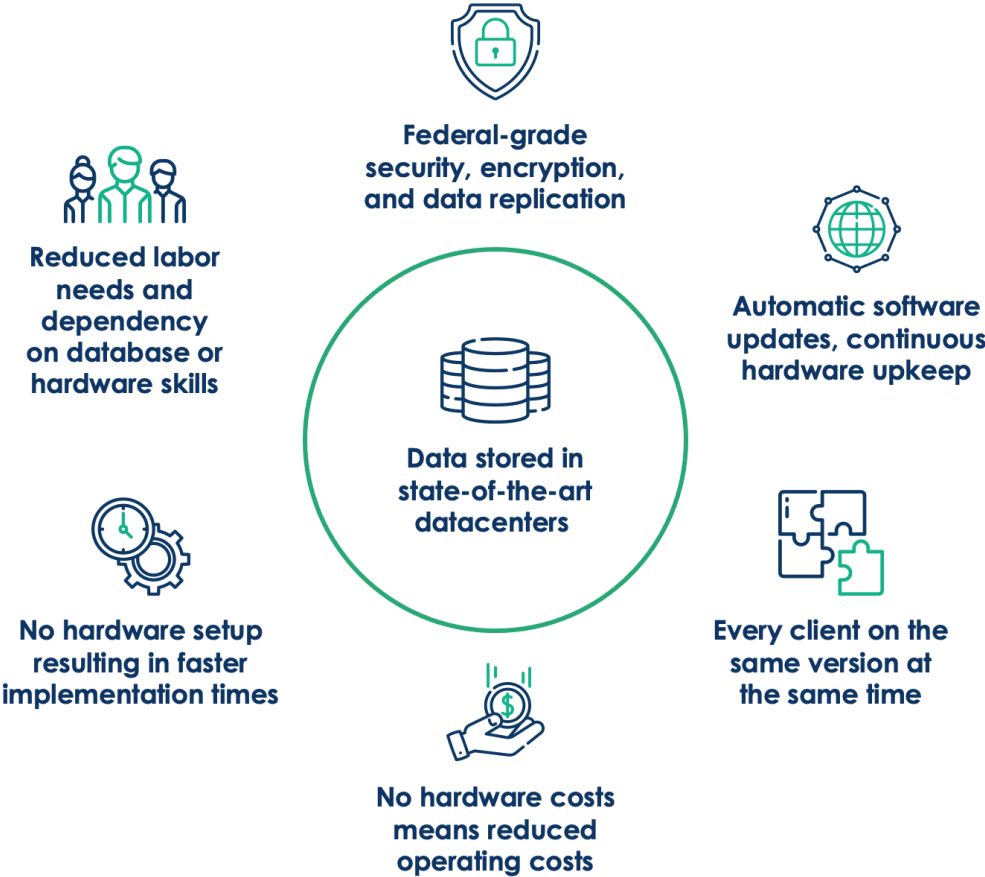 Federal-grade
security, encryption,
and data replication
Automatic software
updates, continuous
hardware upkeep
Every client on the
same version at
the same time
No hardware costs
means reduced
operating costs
$
No hardware setup
resulting in faster
implementation times
Reduced labor
needs and
dependency
on database or
hardware skills
Data stored in
state-of-the-art
datacenters